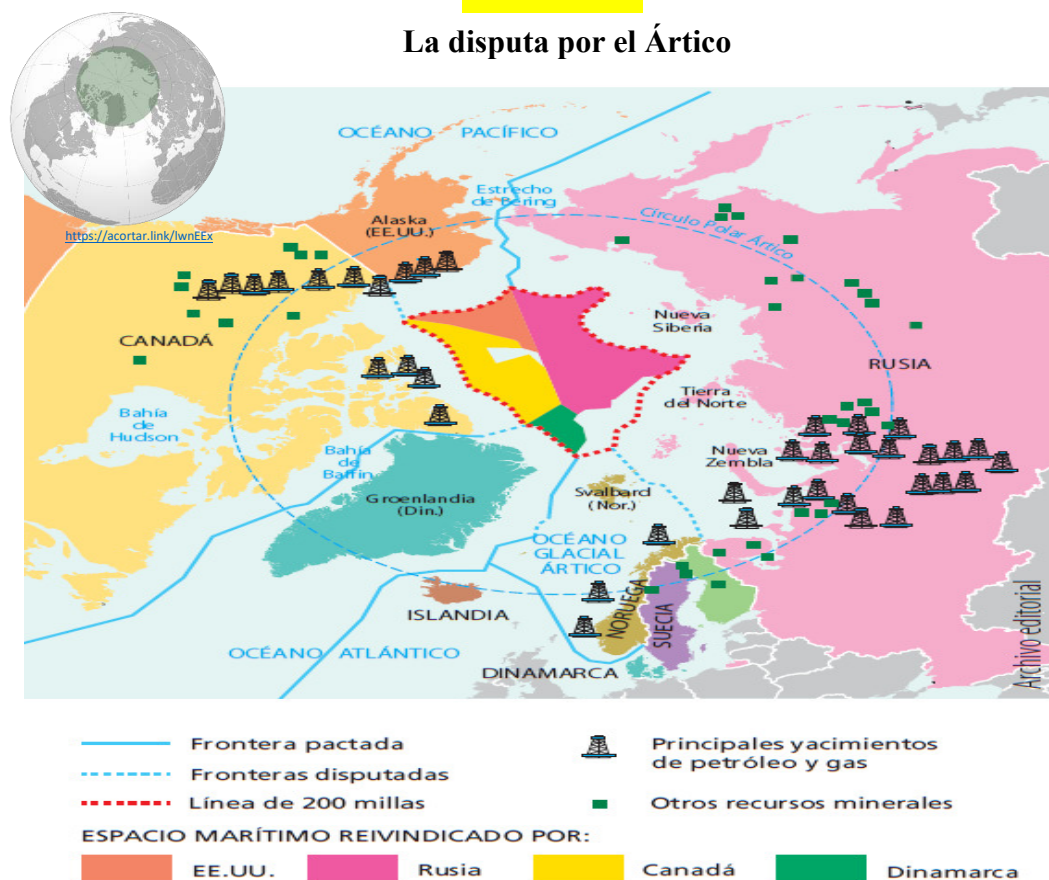 La disputa por el Ártico
https://acortar.link/IwnEEx
OCÉANO PACÍFICO
Estrecho
de Bering
Alaska
(EE.UU.)
Círculo Polar Ártico
Nueva
Siberia
CANADÁ
RUSIA
Tierra
del Norte
Bahía
de
Hudson
Bahía
de
Baffin
Nueva
Zembla
Groenlandia
(Din.)
Svalbard
(Nor.)
OCÉANO
GLACIAL
ÁRTICO
ISLANDIA
NORUEGA
SUECIA
OCÉANO ATLÁNTICO
DINAMARCA
Archivo editorial
Frontera pactada
Fronteras disputadas
Línea de 200 millas
Principales yacimientos
de petróleo y gas
Otros recursos minerales
ESPACIO MARÍTIMO REIVINDICADO POR:
EE.UU.
Rusia
Canadá
Dinamarca